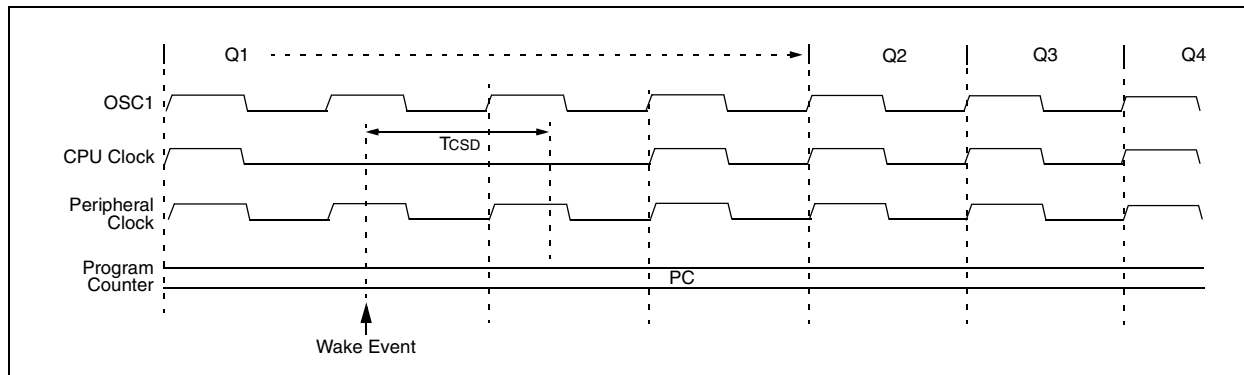 Q1 Q2 Q3 Q4
OSC1
TCSD
CPU Clock
Peripheral
Clock
Program
Counter
PC
Wake Event